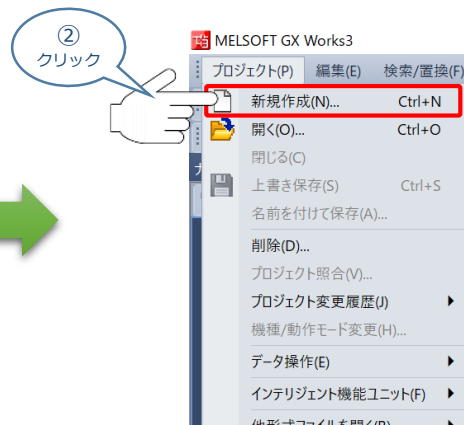 ②
クリック
MELSOFT GX Works3
プロジェクト(P) 編集(E) 検索/置換(F)
新規作成(N)... Ctrl+N
開く(O)... Ctrl+O
閉じる(C)
上書き保存(S) Ctrl+S
名前を付けて保存(A)...
削除(D)...
プロジェクト照合(V)...
プロジェクト変更履歴(J)
機種/動作モード変更(H)...
データ操作(E)
インテリジェント機能ユニット(F)